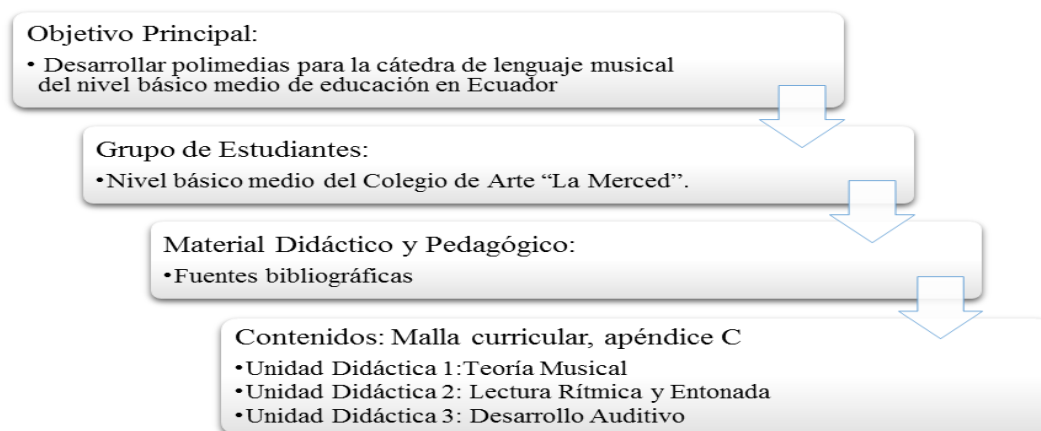 Objetivo Principal:
• Desarrollar polimedias para la cátedra de lenguaje musical
del nivel básico medio de educación en Ecuador
Grupo de Estudiantes:
•Nivel básico medio del Colegio de Arte “La Merced”.
Material Didáctico y Pedagógico:
•Fuentes bibliográficas
Contenidos: Malla curricular, apéndice C
•Unidad Didáctica 1:Teoría Musical
•Unidad Didáctica 2: Lectura Rítmica y Entonada
•Unidad Didáctica 3: Desarrollo Auditivo